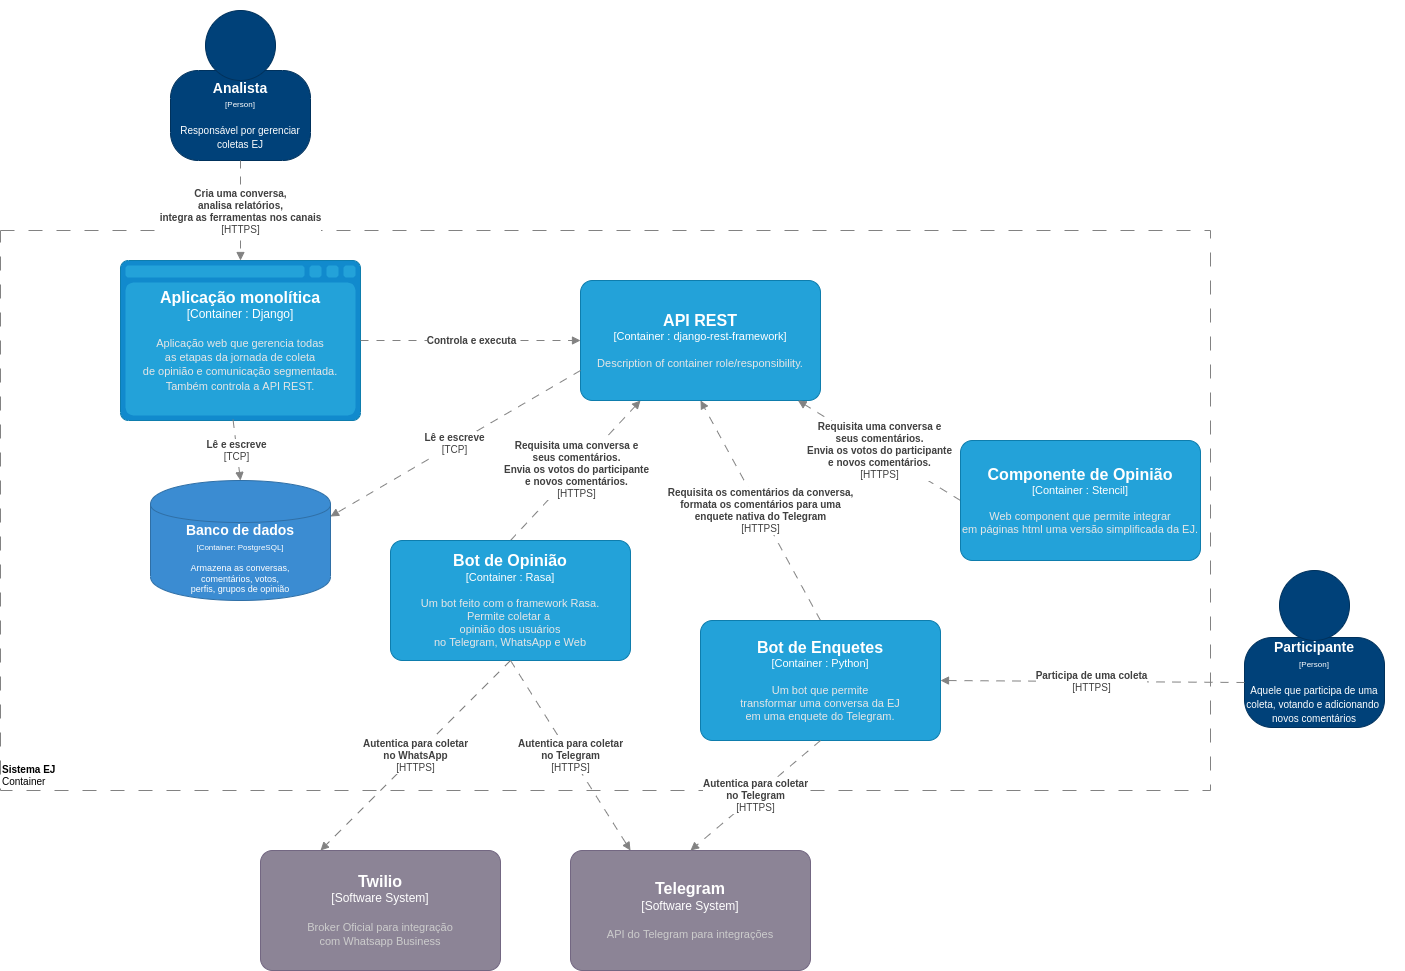 Analista
[Person]
Responsável por gerenciar
coletas EJ
Cria uma conversa,
analisa relatórios,
integra as ferramentas nos canais
[HTTPS]
Aplicação monolítica
[Container : Django]
Aplicação web que gerencia todas
as etapas da jornada de coleta
de opinião e comunicação segmentada.
Também controla a API REST.
Controla e executa
API REST
[Container : django-rest-framework]
Description of container role/responsibility.
Lê e escreve
[TCP]
Lê e escreve
[TCP]
Requisita uma conversa e
seus comentários.
Envia os votos do participante
e novos comentários.
[HTTPS]
Requisita uma conversa e
seus comentários.
Envia os votos do participante
e novos comentários.
[HTTPS]
Requisita os comentários da conversa,
formata os comentários para uma
enquete nativa do Telegram
[HTTPS]
Componente de Opinião
[Container : Stencil]
Web component que permite integrar
em páginas html uma versão simplificada da EJ.
Banco de dados
[Container: PostgreSQL]
Armazena as conversas,
comentários, votos,
perfis, grupos de opinião
Bot de Opinião
[Container : Rasa]
Um bot feito com o framework Rasa.
Permite coletar a
opinião dos usuários
no Telegram, WhatsApp e Web
Bot de Enquetes
[Container : Python]
Um bot que permite
transformar uma conversa da EJ
em uma enquete do Telegram.
Participa de uma coleta
[HTTPS]
Participante
[Person]
Aquele que participa de uma
coleta, votando e adicionando
novos comentários
Autentica para coletar
no WhatsApp
[HTTPS]
Autentica para coletar
no Telegram
[HTTPS]
Autentica para coletar
no Telegram
[HTTPS]
Sistema EJ
Container
Twilio
[Software System]
Broker Oficial para integração
com Whatsapp Business
Telegram
[Software System]
API do Telegram para integrações